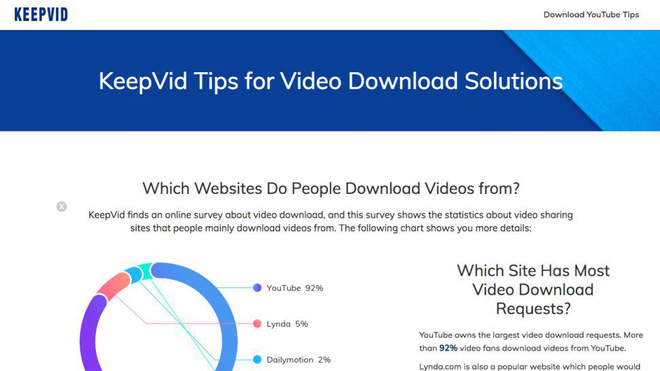 KEEPVID
Download YouTube Tips
KeepVid Tips for Video Download Solutions
Which Websites Do People Download Videos from?
KeepVid finds an online survey about video download, and this survey shows the statistics about video sharing
sites that people mainly download videos from. The following chart shows you more details:
YouTube 92%
Lynda 5%
Dailymotion 2%
Which Site Has Most
Video Download
Requests?
YouTube owns the largest video download requests. More
than 92% video fans download videos from YouTube.
Lynda.com is also a popular website which people would